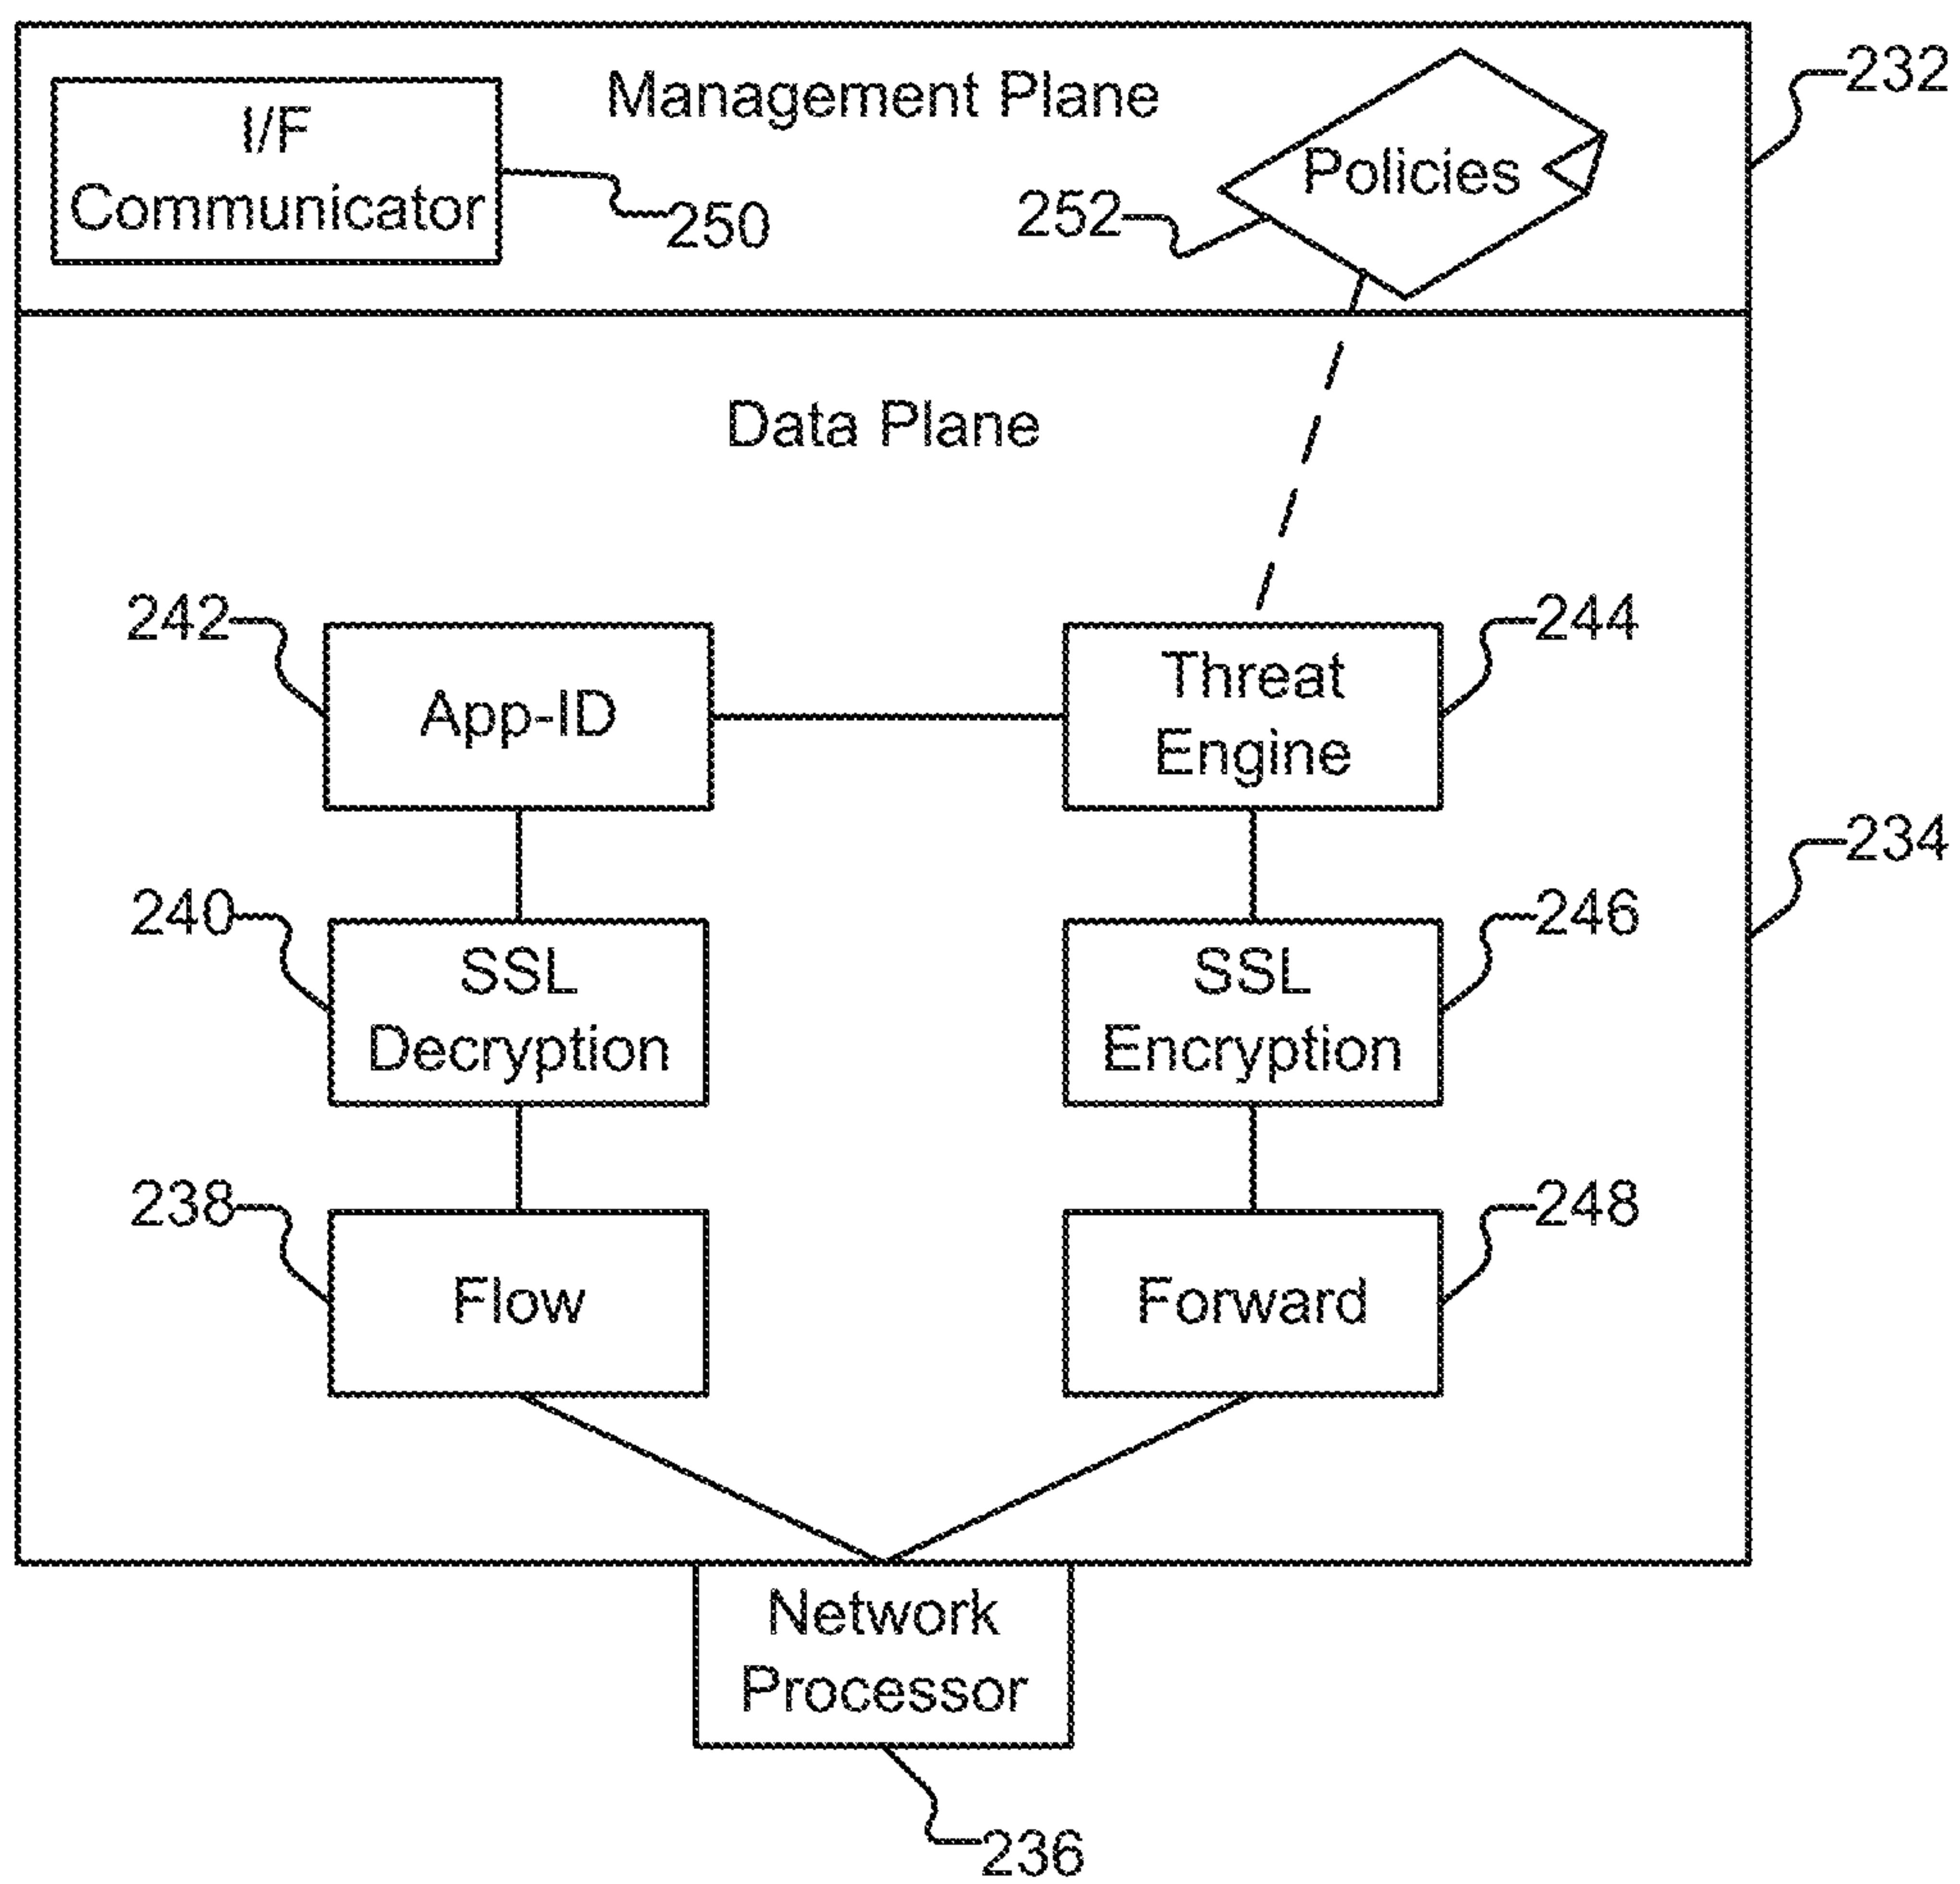 Management Plane
232
I/F
Communicator
250
Policies
252
Data Plane
242
App-ID
Threat
Engine
244
234
240
SSL
Decryption
SSL
Encryption
246
238
Flow
Forward
248
Network
Processor
236